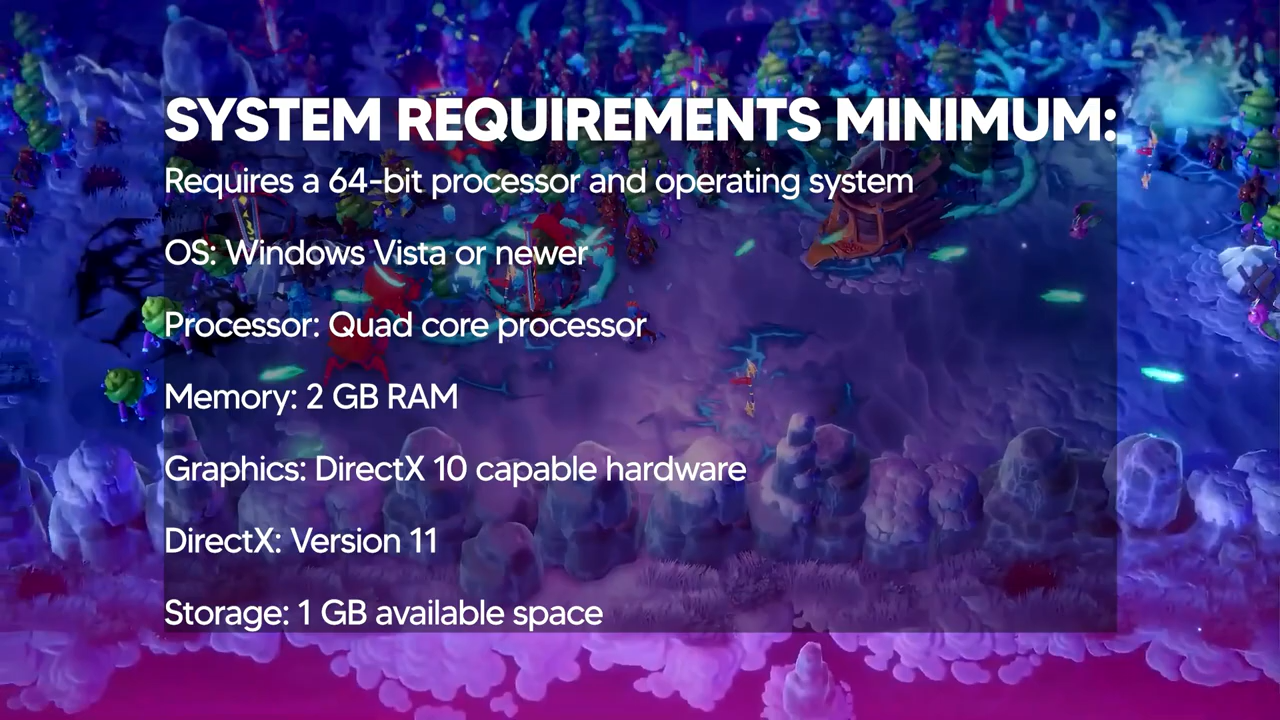 SYSTEM REQUIREMENTS MINIMUM:
Requires a 64-bit processor and operating system
OS: Windows Vista or newer
Processor: Quad core processor
Memory: 2 GB RAM
Graphics: DirectX 10 capable hardware
DirectX: Version 11
Storage: 1 GB available space